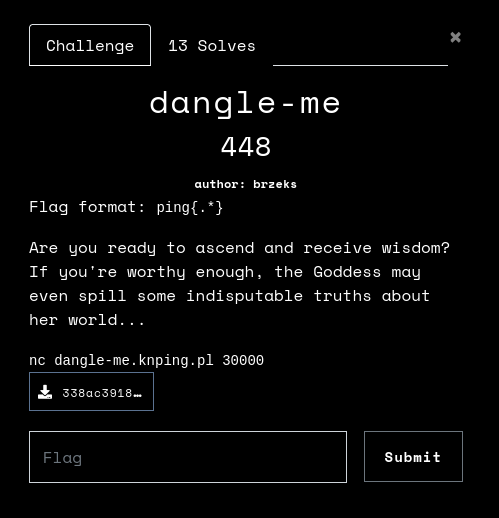 Challenge 13 Solves ×
dangle-me
448
author: brzeks
Flag format: ping{.*}
Are you ready to ascend and receive wisdom?
If you're worthy enough, the Goddess may
even spill some indisputable truths about
her world...
nc dangle-me.knping.pl 30000
338ac3918…
Flag
Submit